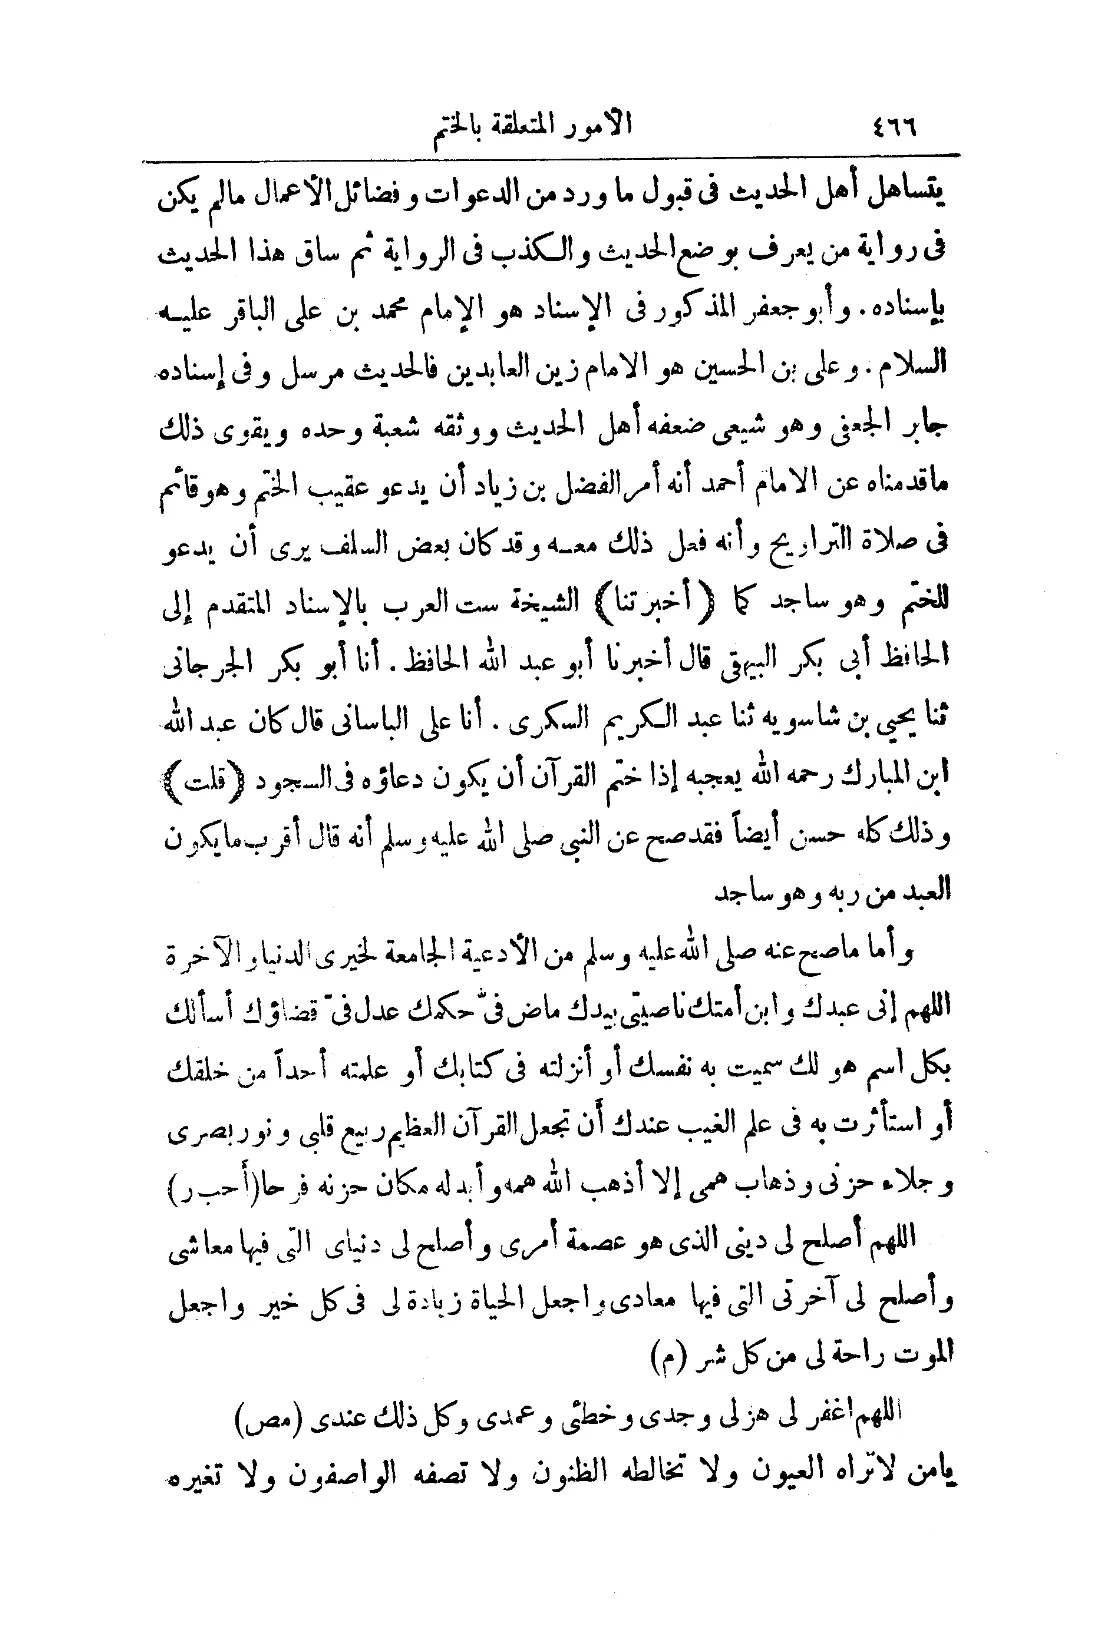 ٤٦٦ الأمور المتعلقة بالختم
يتساهل أهل الحديث فى قبول ما ورد من الدعوات وفضائل الأعمال مالم يكن
فى رواية من يعرف بوضع الحديث والكذب فى الرواية ثم ساق هذا الحديث
بإسناده. وأبو جعفر المذكور فى الإسناد هو الإمام محمد بن على الباقر عليه
السلام. وعلى بن الحسين هو الامام زين العابدين فالحديث مرسل وفى إسناده
جابر الجعفى وهو شيعى ضعفه أهل الحديث ووثقه شعبة وحده ويقوى ذلك
ماقدمناه عن الامام أحمد أنه أمر الفضل بن زياد أن يدعو عقيب الختم وهو قائم
فى صلاة التراويح وأنه فعل ذلك معه وقد كان بعض السلف يرى أن يدعو
للختم وهو ساجد كما (أخبرتنا) الشيخة ست العرب بالإسناد المتقدم إلى
الحافظ أبى بكر البيهقى قال أخبرنا أبو عبد الله الحافظ. أنا أبو بكر الجرجانى
ثنا يحيى بن شاسويه ثنا عبد الكريم السكرى. أنا على الباسانى قال كان عبد الله
ابن المبارك رحمه الله يعجبه إذا ختم القرآن أن يكون دعاؤه فى السجود (قلت)
وذلك كله حسن أيضاً فقد صح عن النبى صلى الله عليه وسلم أنه قال أقرب مايكون
العبد من ربه وهو ساجد
وأما ماصح عنه صلى الله عليه وسلم من الأدعية الجامعة لخيرى الدنيا والآخرة
اللهم إنى عبدك وابن أمتك ناصيتى بيدك ماض فىّ حكمك عدل فىّ قضاؤك أسألك
بكل اسم هو لك سميت به نفسك أو أنزلته فى كتابك أو علمته أحداً من خلقك
أو استأثرت به فى علم الغيب عندك أن تجعل القرآن العظيم ربيع قلبى ونور بصرى
وجلاء حزنى وذهاب همى إلا أذهب الله همه وأبدله مكان حزنه فرحا (أ حب ر)
اللهم أصلح لى دينى الذى هو عصمة أمرى وأصلح لى دنياى التى فيها معاشى
وأصلح لى آخرتى التى فيها معادى واجعل الحياة زيادة لى فى كل خير واجعل
الموت راحة لى من كل شر (م)
اللهم اغفر لى هزلى وجدى وخطئى وعمدى وكل ذلك عندى (مص)
يامن لا تراه العيون ولا تخالطه الظنون ولا تصفه الواصفون ولا تغيره